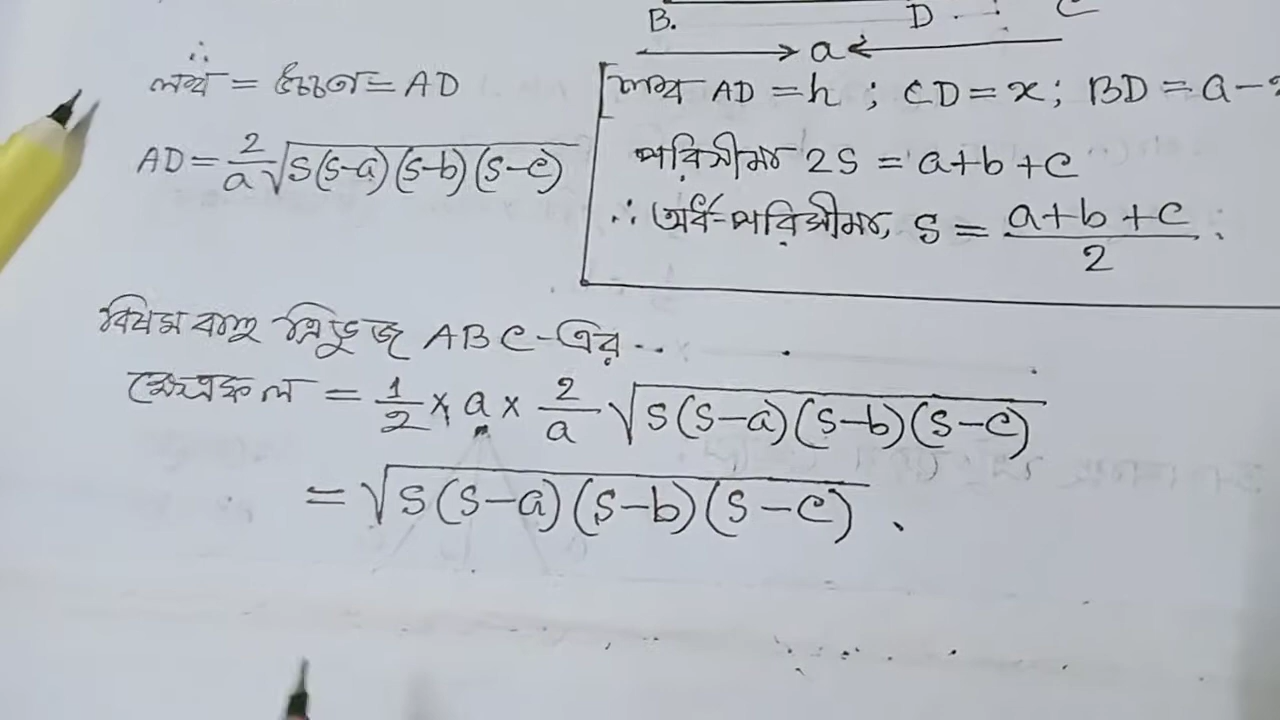 B. D C
→ a ←
∴
লম্ব = উচ্চতা = AD
AD = 2/a √s(s-a)(s-b)(s-c)
[লম্ব AD = h ; CD = x ; BD = a -
পরিসীমা 2s = a+b+c
∴ অর্ধ-পরিসীমা, s = (a+b+c)/2
বিষমবাহু ত্রিভুজ ABC-এর
ক্ষেত্রফল = 1/2 × a × 2/a √s(s-a)(s-b)(s-c)
= √s(s-a)(s-b)(s-c) .